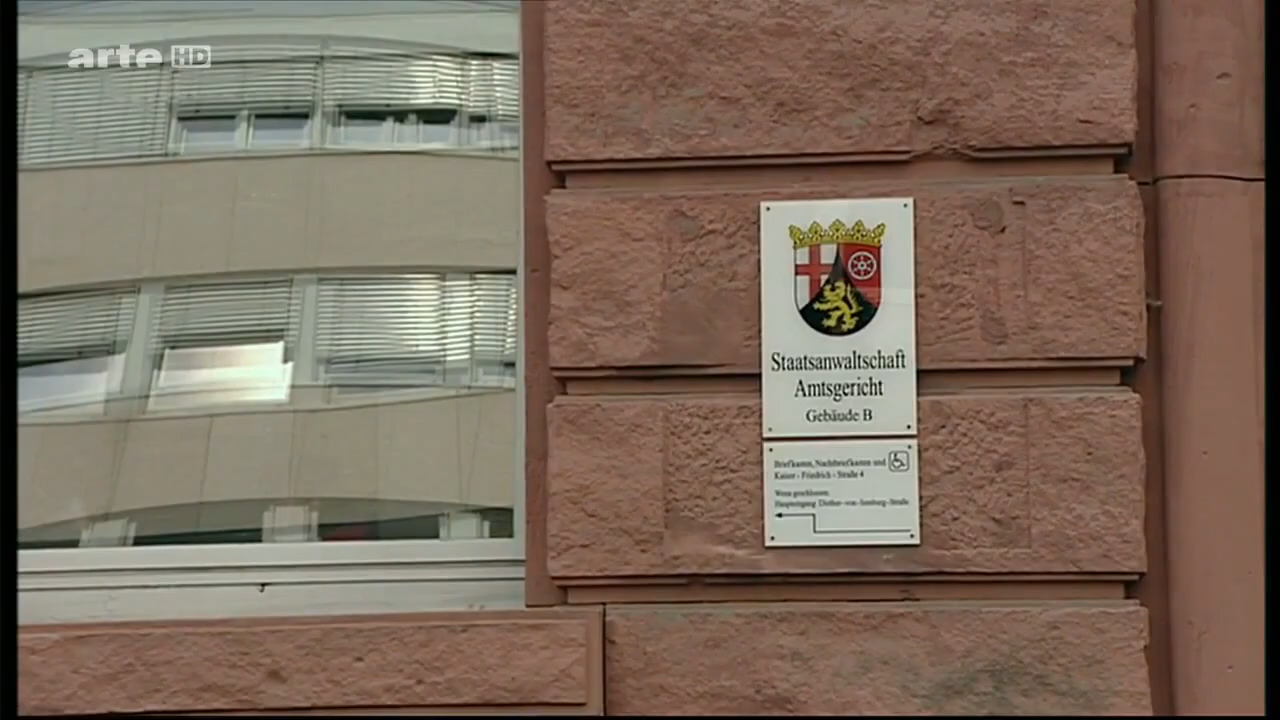 arte HD
Staatsanwaltschaft
Amtsgericht
Gebäude B
Briefkasten, Nachtbriefkasten und
Kaiser - Friedrich - Straße 4
Wenn geschlossen:
Haupteingang Diether-von-Isenburg-Straße